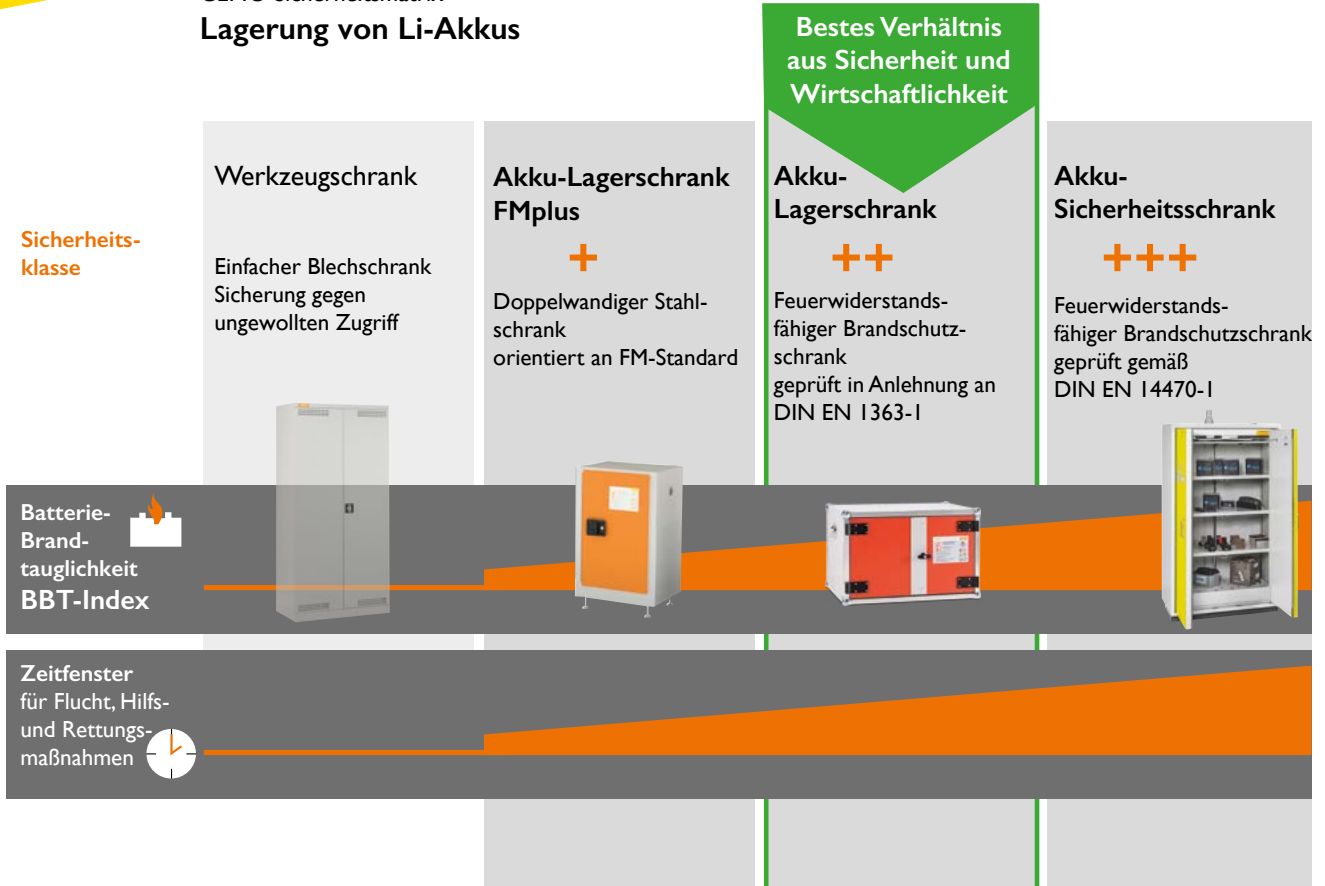 Lagerung von Li-Akkus
Bestes Verhältnis
aus Sicherheit und
Wirtschaftlichkeit
Sicherheits-
klasse
Werkzeugschrank
Einfacher Blechschrank
Sicherung gegen
ungewollten Zugriff
Akku-Lagerschrank
FMplus
+
Doppelwandiger Stahl-
schrank
orientiert an FM-Standard
Akku-
Lagerschrank
++
Feuerwiderstands-
fähiger Brandschutz-
schrank
geprüft in Anlehnung an
DIN EN 1363-1
Akku-
Sicherheitsschrank
+++
Feuerwiderstands-
fähiger Brandschutzschrank
geprüft gemäß
DIN EN 14470-1
Batterie-
Brand-
tauglichkeit
BBT-Index
Zeitfenster
für Flucht, Hilfs-
und Rettungs-
maßnahmen